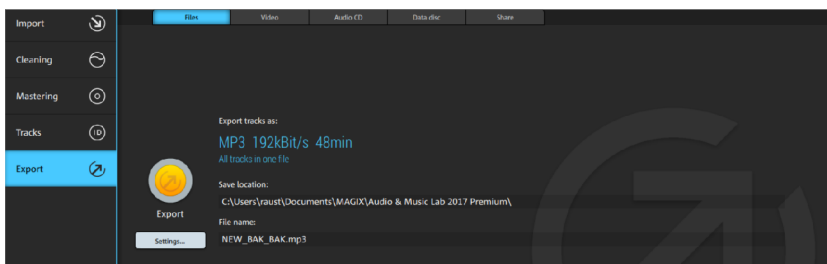 Import
Cleaning
Mastering
Tracks
ID
Export
Files
Video
Audio CD
Data disc
Share
Export tracks as:
MP3 192kBit/s 48min
All tracks in one file
Save location:
C:\Users\raust\Documents\MAGIX\Audio & Music Lab 2017 Premium\
Export
File name:
Settings...
NEW_BAK_BAK.mp3